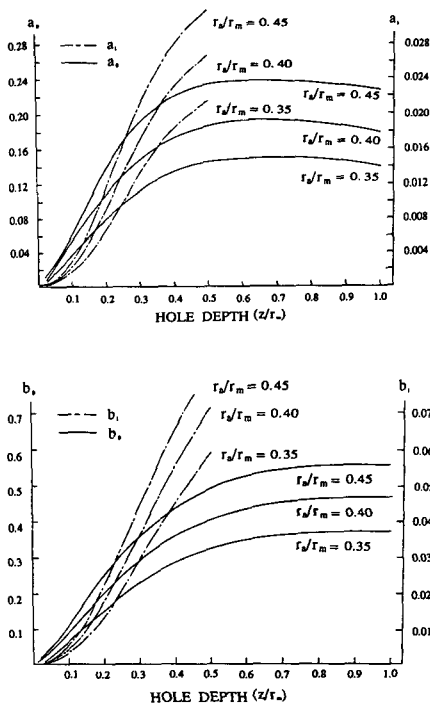 a₀
a₁
0.28
0.24
0.20
0.16
0.12
0.08
0.04
a₁
a₀
rₐ/rₘ = 0.45
rₐ/rₘ = 0.40
rₐ/rₘ = 0.35
rₐ/rₘ = 0.45
rₐ/rₘ = 0.40
rₐ/rₘ = 0.35
0.028
0.024
0.020
0.016
0.012
0.008
0.004
0.1 0.2 0.3 0.4 0.5 0.6 0.7 0.8 0.9 1.0
HOLE DEPTH (z/rₘ)
b₀
b₁
0.7
0.6
0.5
0.4
0.3
0.2
0.1
b₁
b₀
rₐ/rₘ = 0.45
rₐ/rₘ = 0.40
rₐ/rₘ = 0.35
rₐ/rₘ = 0.45
rₐ/rₘ = 0.40
rₐ/rₘ = 0.35
0.07
0.06
0.05
0.04
0.03
0.02
0.01
0.1 0.2 0.3 0.4 0.5 0.6 0.7 0.8 0.9 1.0
HOLE DEPTH (z/rₘ)